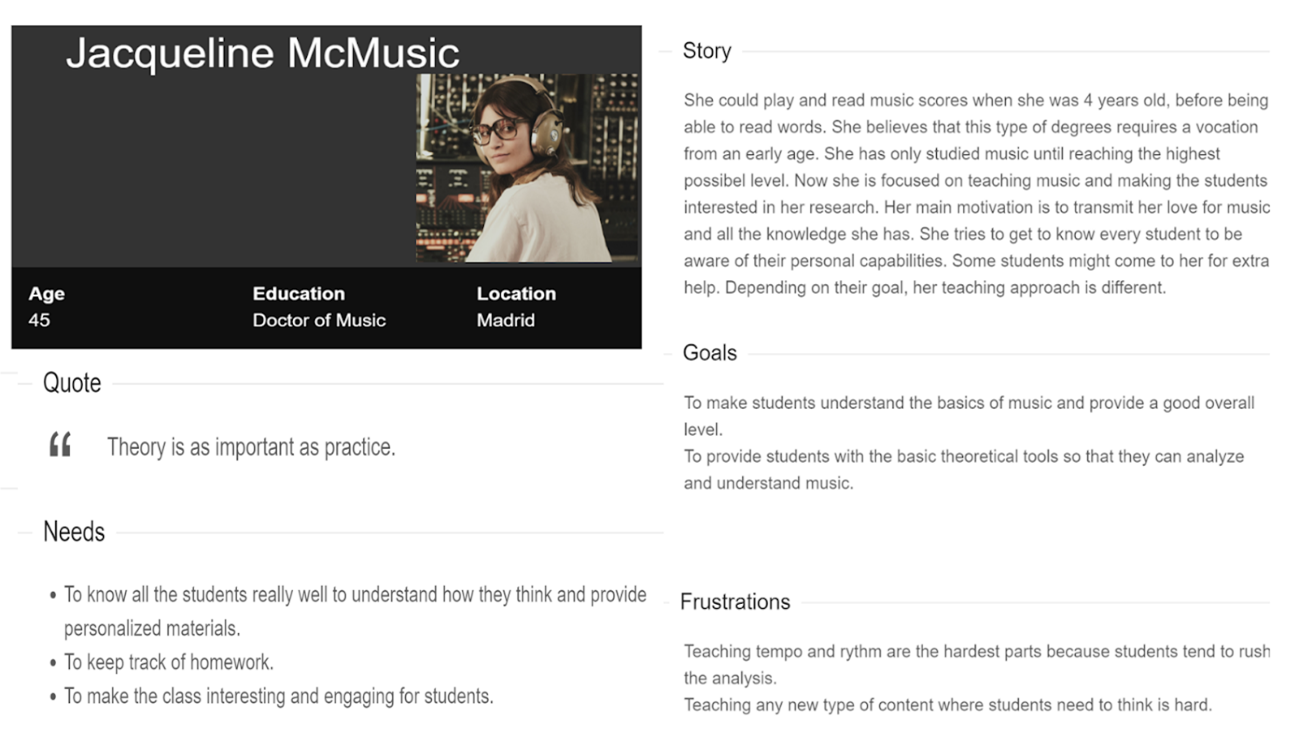 Jacqueline McMusic
Age
45
Education
Doctor of Music
Location
Madrid
Quote
“ Theory is as important as practice.
Needs
• To know all the students really well to understand how they think and provide
personalized materials.
• To keep track of homework.
• To make the class interesting and engaging for students.
Story
She could play and read music scores when she was 4 years old, before being
able to read words. She believes that this type of degrees requires a vocation
from an early age. She has only studied music until reaching the highest
possibel level. Now she is focused on teaching music and making the students
interested in her research. Her main motivation is to transmit her love for music
and all the knowledge she has. She tries to get to know every student to be
aware of their personal capabilities. Some students might come to her for extra
help. Depending on their goal, her teaching approach is different.
Goals
To make students understand the basics of music and provide a good overall
level.
To provide students with the basic theoretical tools so that they can analyze
and understand music.
Frustrations
Teaching tempo and rythm are the hardest parts because students tend to rush
the analysis.
Teaching any new type of content where students need to think is hard.